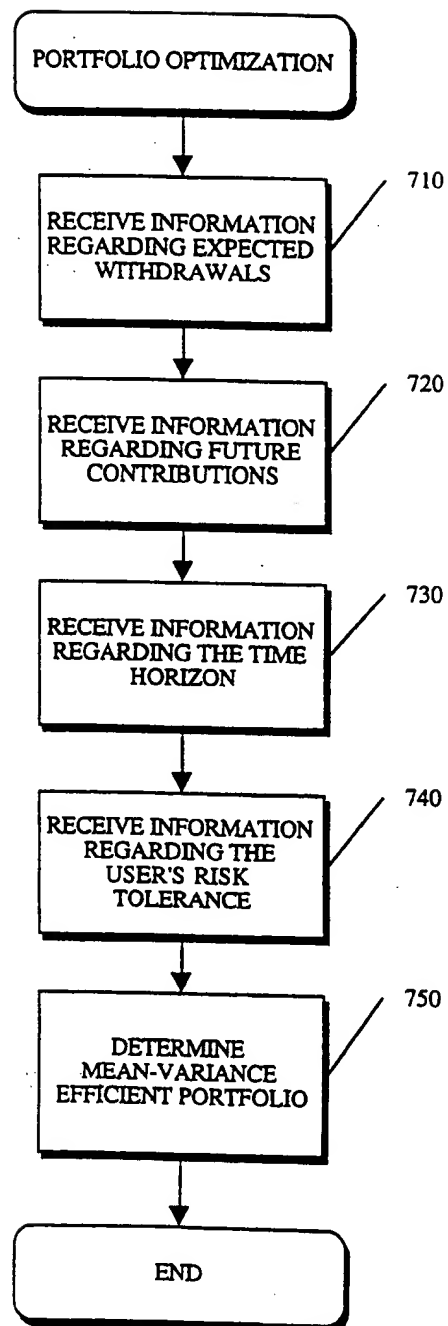 PORTFOLIO OPTIMIZATION
710
RECEIVE INFORMATION
REGARDING EXPECTED
WITHDRAWALS
720
RECEIVE INFORMATION
REGARDING FUTURE
CONTRIBUTIONS
730
RECEIVE INFORMATION
REGARDING THE TIME
HORIZON
740
RECEIVE INFORMATION
REGARDING THE
USER'S RISK
TOLERANCE
750
DETERMINE
MEAN-VARIANCE
EFFICIENT PORTFOLIO
END